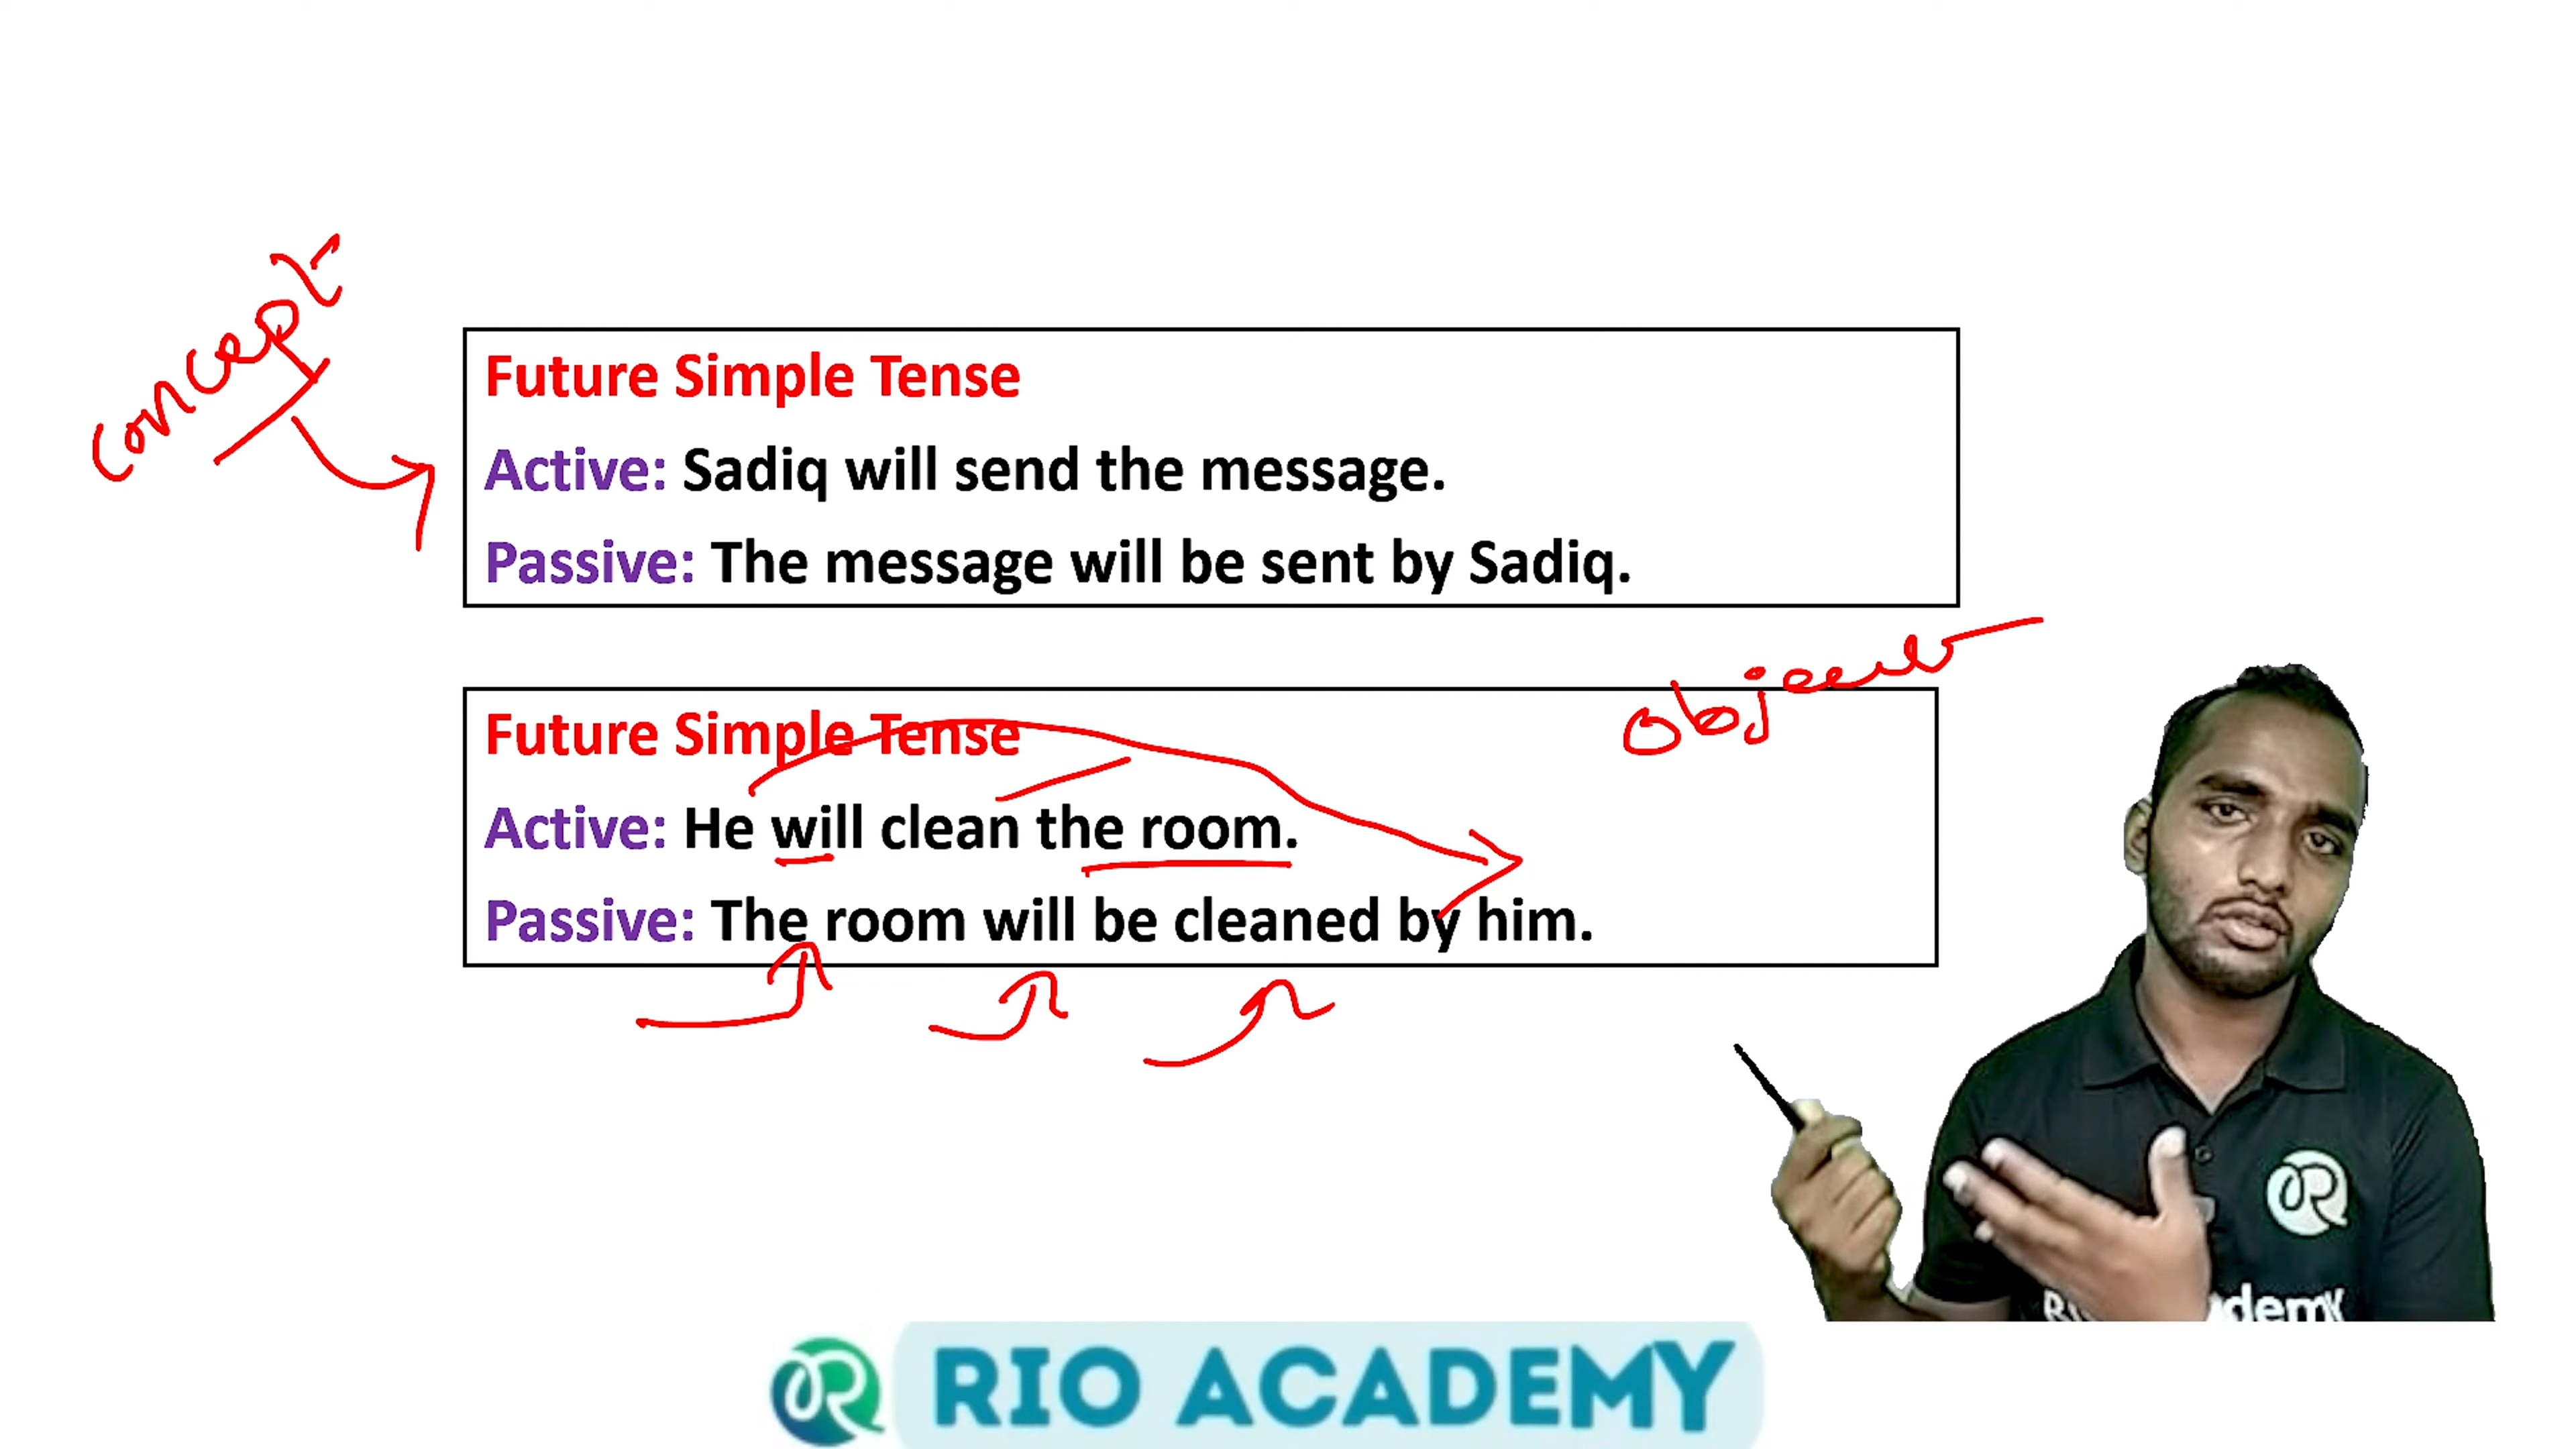 concept
Future Simple Tense
Active: Sadiq will send the message.
Passive: The message will be sent by Sadiq.
Future Simple Tense
Active: He will clean the room.
Passive: The room will be cleaned by him.
RIO ACADEMY